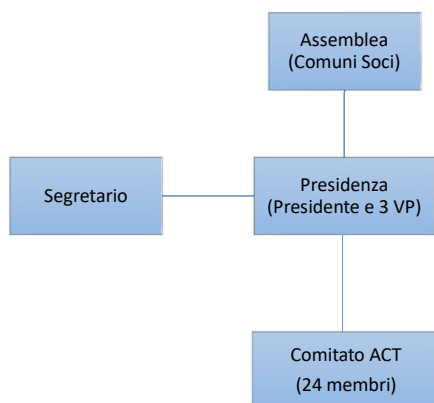 Assemblea
(Comuni Soci)
Segretario
Presidenza
(Presidente e 3 VP)
Comitato ACT
(24 membri)